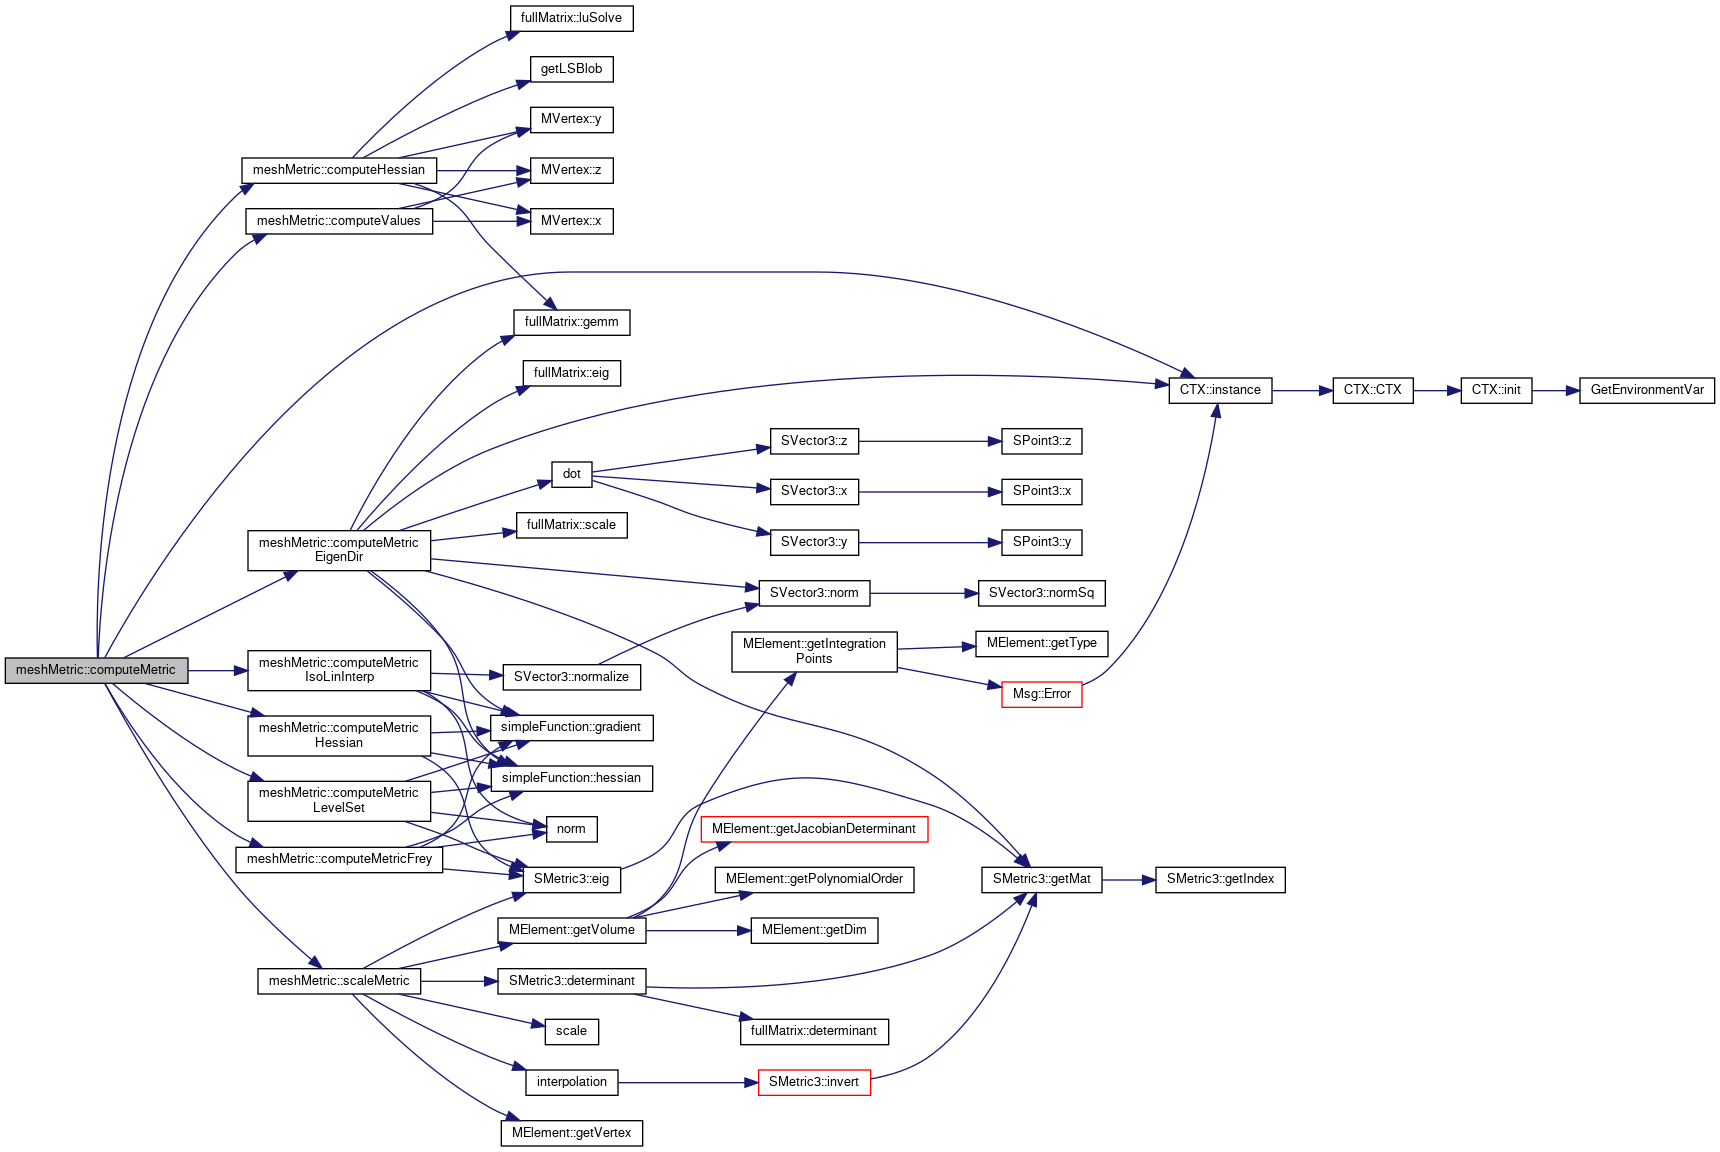 fullMatrix::luSolve
getLSBlob
MVertex::y
meshMetric::computeHessian
MVertex::z
meshMetric::computeValues
MVertex::x
fullMatrix::gemm
fullMatrix::eig
CTX::instance
CTX::CTX
CTX::init
GetEnvironmentVar
SVector3::z
SPoint3::z
dot
SVector3::x
SPoint3::x
fullMatrix::scale
SVector3::y
SPoint3::y
meshMetric::computeMetric
EigenDir
SVector3::norm
SVector3::normSq
MElement::getIntegration
Points
MElement::getType
meshMetric::computeMetric
meshMetric::computeMetric
IsoLinInterp
SVector3::normalize
Msg::Error
simpleFunction::gradient
meshMetric::computeMetric
Hessian
simpleFunction::hessian
meshMetric::computeMetric
LevelSet
norm
MElement::getJacobianDeterminant
meshMetric::computeMetricFrey
SMetric3::eig
MElement::getPolynomialOrder
SMetric3::getMat
SMetric3::getIndex
MElement::getVolume
MElement::getDim
meshMetric::scaleMetric
SMetric3::determinant
scale
fullMatrix::determinant
interpolation
SMetric3::invert
MElement::getVertex